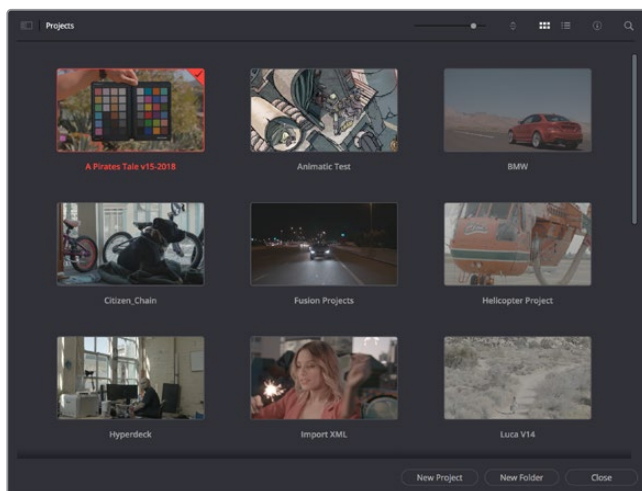 Projects
A Pirates Tale v15-2018
Animatic Test
BMW
Citizen_Chain
Fusion Projects
Helicopter Project
Hyperdeck
Import XML
Luca V14
New Project
New Folder
Close